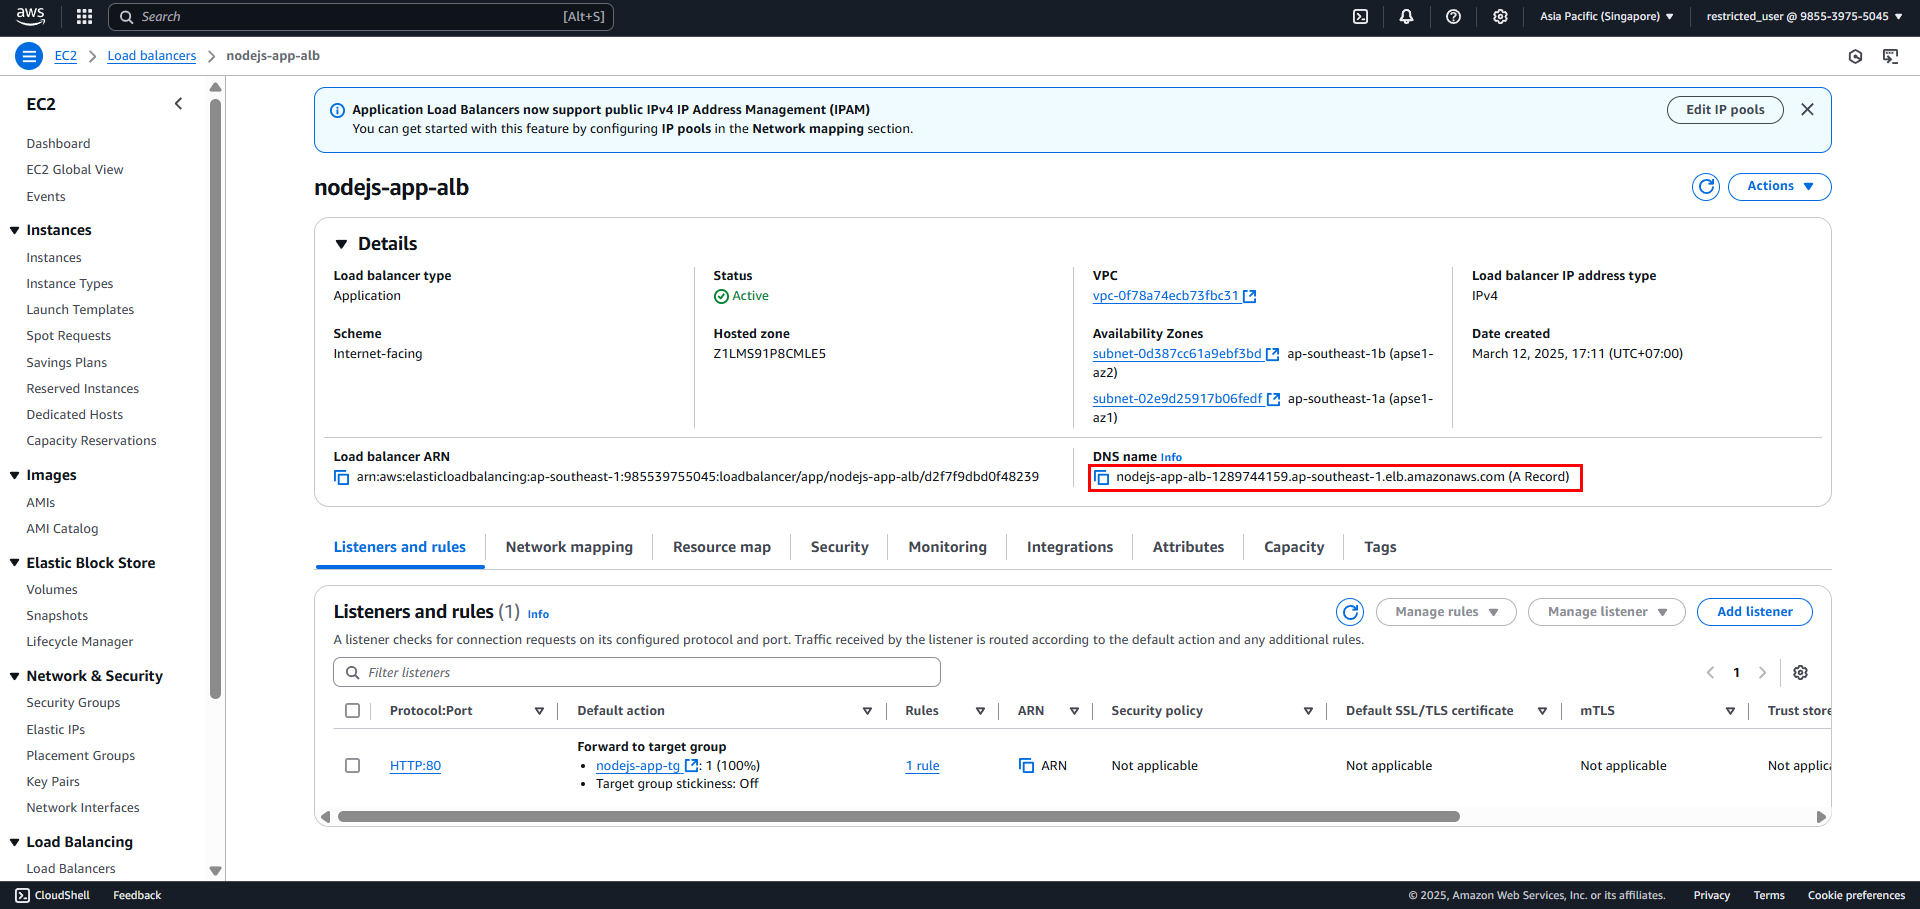 aws
Search
[Alt+S]
Asia Pacific (Singapore)
restricted_user @ 9855-3975-5045
EC2
Load balancers
nodejs-app-alb
EC2
Dashboard
EC2 Global View
Events
Instances
Instances
Instance Types
Launch Templates
Spot Requests
Savings Plans
Reserved Instances
Dedicated Hosts
Capacity Reservations
Images
AMIs
AMI Catalog
Elastic Block Store
Volumes
Snapshots
Lifecycle Manager
Network & Security
Security Groups
Elastic IPs
Placement Groups
Key Pairs
Network Interfaces
Load Balancing
Load Balancers
Application Load Balancers now support public IPv4 IP Address Management (IPAM)
You can get started with this feature by configuring IP pools in the Network mapping section.
Edit IP pools
nodejs-app-alb
Actions
Details
Load balancer type
Application
Status
Active
VPC
vpc-0f78a74ecb73fbc31
Load balancer IP address type
IPv4
Scheme
Internet-facing
Hosted zone
Z1LMS91P8CMLE5
Availability Zones
subnet-0d387cc61a9ebf3bd ap-southeast-1b (apse1-
az2)
subnet-02e9d25917b06fedf ap-southeast-1a (apse1-
az1)
Date created
March 12, 2025, 17:11 (UTC+07:00)
Load balancer ARN
arn:aws:elasticloadbalancing:ap-southeast-1:985539755045:loadbalancer/app/nodejs-app-alb/d2f7f9dbd0f48239
DNS name Info
nodejs-app-alb-1289744159.ap-southeast-1.elb.amazonaws.com (A Record)
Listeners and rules
Network mapping
Resource map
Security
Monitoring
Integrations
Attributes
Capacity
Tags
Listeners and rules (1) Info
Manage rules
Manage listener
Add listener
A listener checks for connection requests on its configured protocol and port. Traffic received by the listener is routed according to the default action and any additional rules.
Filter listeners
1
Protocol:Port
Default action
Rules
ARN
Security policy
Default SSL/TLS certificate
mTLS
Trust store
HTTP:80
Forward to target group
• nodejs-app-tg: 1 (100%)
• Target group stickiness: Off
1 rule
ARN
Not applicable
Not applicable
Not applicable
Not applica
CloudShell
Feedback
© 2025, Amazon Web Services, Inc. or its affiliates.
Privacy
Terms
Cookie preferences